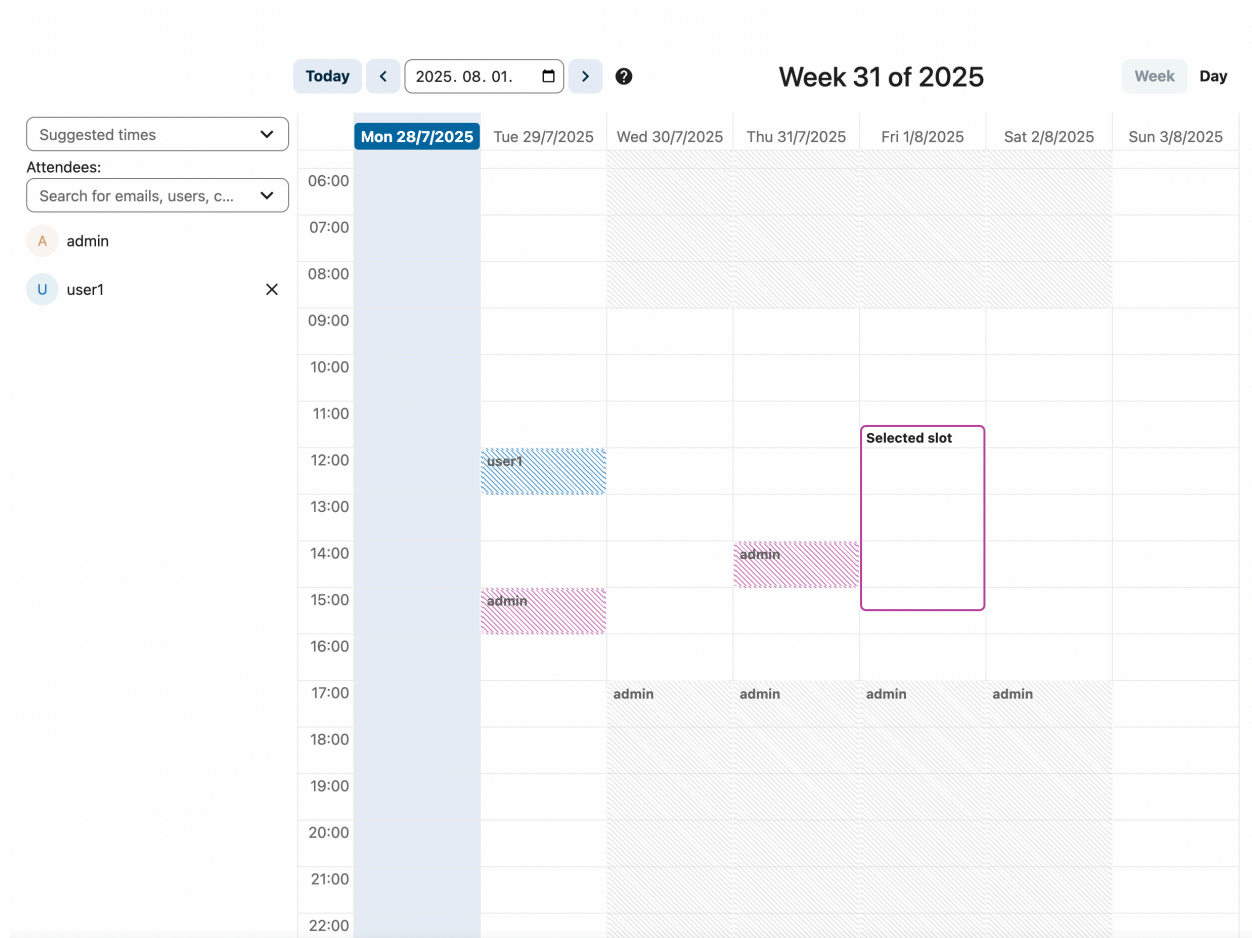 Today
2025. 08. 01.
Week 31 of 2025
Week
Day
Suggested times
Attendees:
Search for emails, users, c...
A admin
U user1
Mon 28/7/2025 Tue 29/7/2025 Wed 30/7/2025 Thu 31/7/2025 Fri 1/8/2025 Sat 2/8/2025 Sun 3/8/2025
06:00
07:00
08:00
09:00
10:00
11:00
Selected slot
12:00 user1
13:00
14:00 admin
15:00 admin
16:00
17:00 admin admin admin admin
18:00
19:00
20:00
21:00
22:00